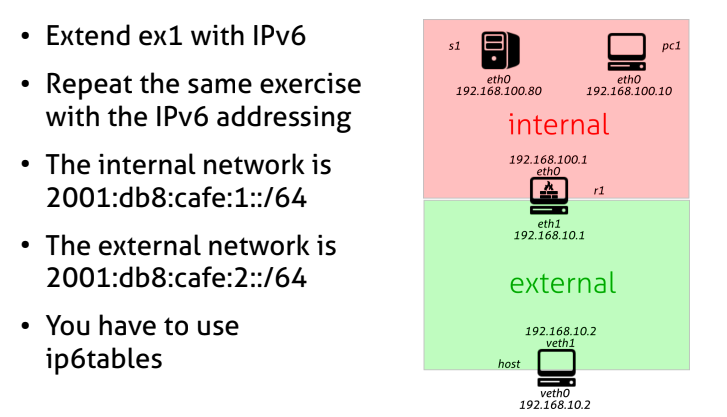 • Extend ex1 with IPv6
• Repeat the same exercise
with the IPv6 addressing
• The internal network is
2001:db8:cafe:1::/64
• The external network is
2001:db8:cafe:2::/64
• You have to use
ip6tables
s1
pc1
eth0
192.168.100.80
eth0
192.168.100.10
internal
192.168.100.1
eth0
r1
eth1
192.168.10.1
external
192.168.10.2
veth1
host
veth0
192.168.10.2